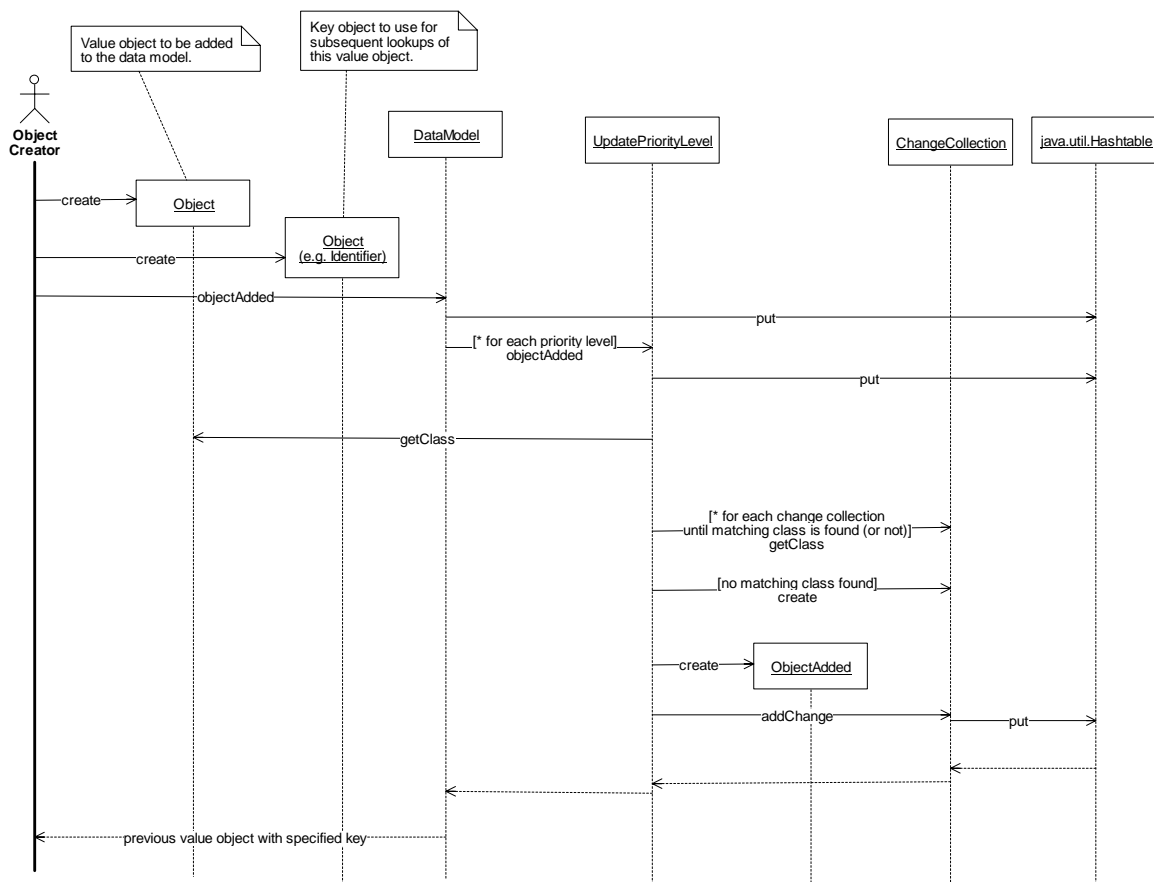 Value object to be added
to the data model.
Key object to use for
subsequent lookups of
this value object.
Object
Creator
DataModel
UpdatePriorityLevel
ChangeCollection
java.util.Hashtable
create
Object
Object
(e.g. Identifier)
create
objectAdded
put
[* for each priority level]
objectAdded
put
getClass
[* for each change collection
until matching class is found (or not)]
getClass
[no matching class found]
create
create
ObjectAdded
addChange
put
previous value object with specified key